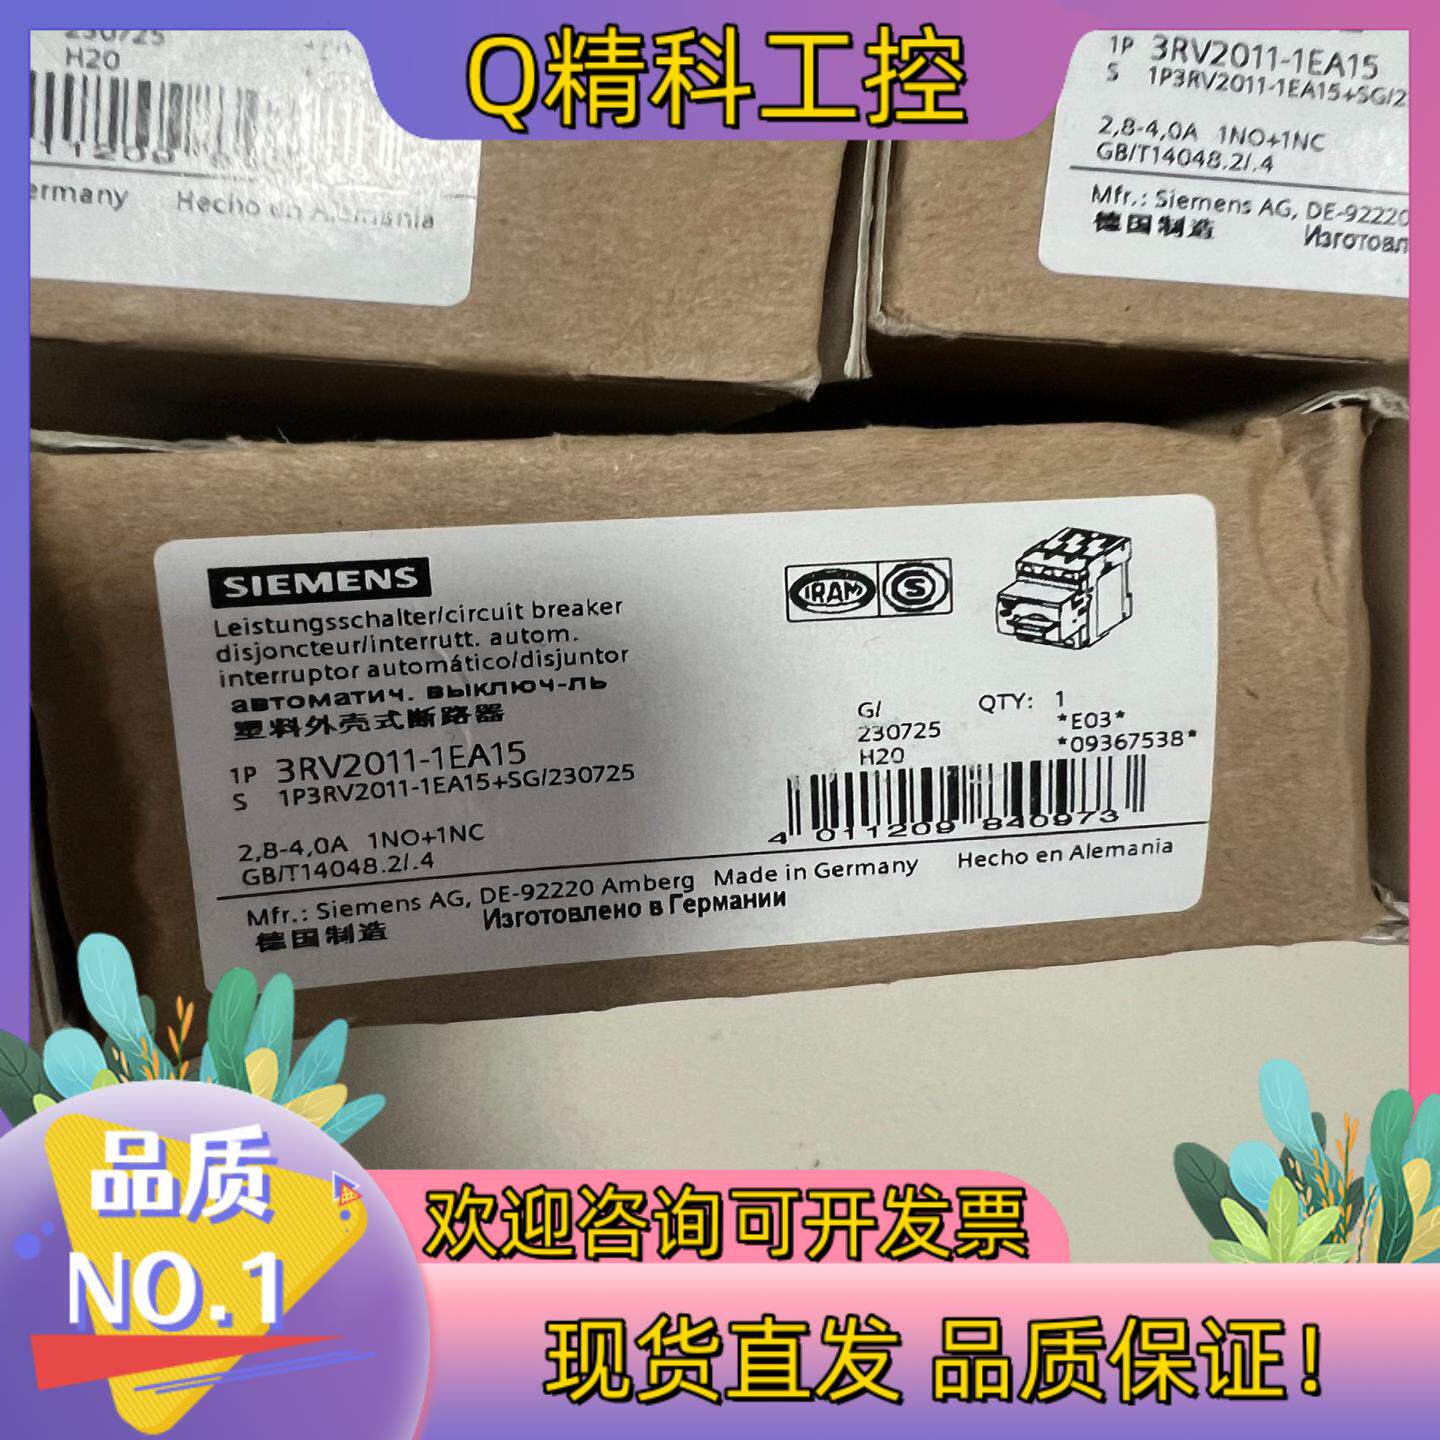 Q精科工控
230725
H20
ermany Hecho en Alemania
1P 3RV2011-1EA15
S 1P3RV2011-1EA15+SG/2
2,8-4,0A 1NO+1NC
GB/T14048.2/.4
Mfr.: Siemens AG, DE-92220
德国制造 Изготовл
SIEMENS
Leistungsschalter/circuit breaker
disjoncteur/interrutt. autom.
interruptor automático/disjuntor
автоматич. выключ-ль
塑料外壳式断路器
1P 3RV2011-1EA15
S 1P3RV2011-1EA15+SG/230725
2,8-4,0A 1NO+1NC
GB/T14048.2/.4
IRAM S
G/
230725
H20
QTY: 1
*E03*
*09367538*
4 011209 840973
Mfr.: Siemens AG, DE-92220 Amberg Made in Germany Hecho en Alemania
德国制造 Изготовлено в Германии
品质
NO.1
欢迎咨询可开发票
现货直发 品质保证！